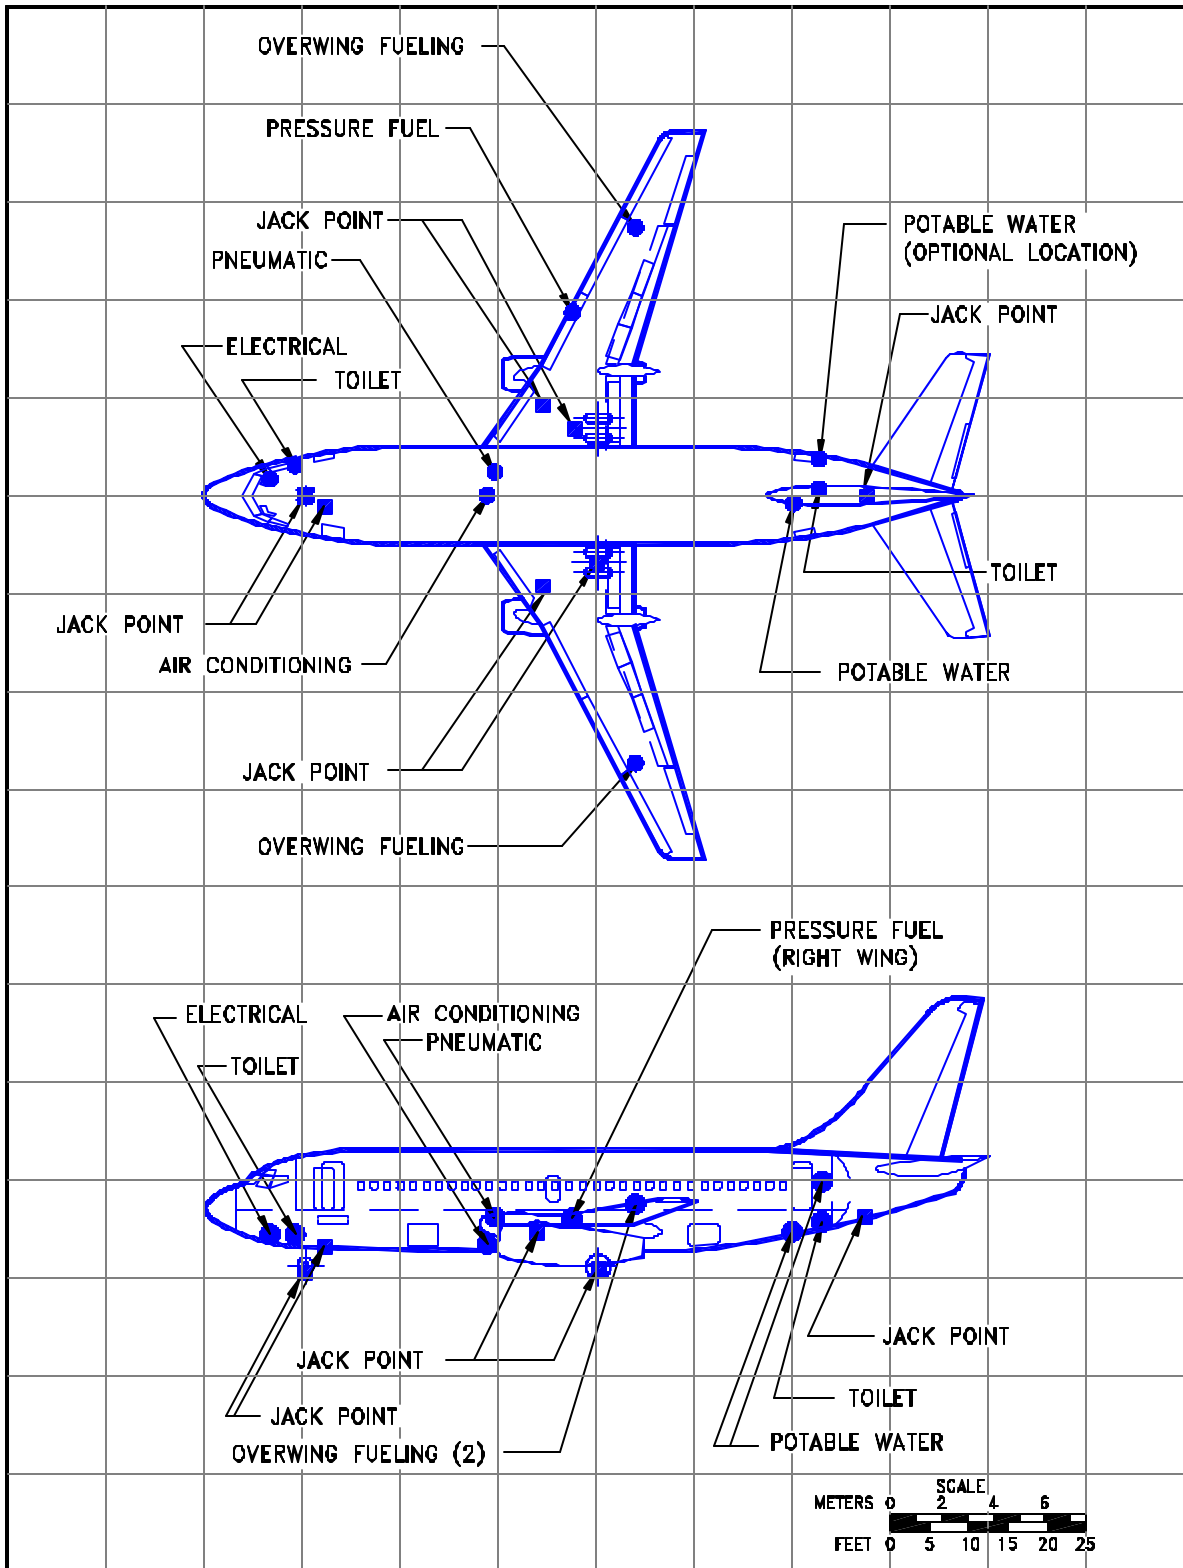 OVERWING FUELING
PRESSURE FUEL
JACK POINT
PNEUMATIC
POTABLE WATER
(OPTIONAL LOCATION)
JACK POINT
ELECTRICAL
TOILET
TOILET
JACK POINT
AIR CONDITIONING
POTABLE WATER
JACK POINT
OVERWING FUELING
PRESSURE FUEL
(RIGHT WING)
ELECTRICAL
AIR CONDITIONING
PNEUMATIC
TOILET
JACK POINT
JACK POINT
TOILET
JACK POINT
POTABLE WATER
OVERWING FUELING (2)
SCALE
METERS 0 2 4 6
FEET 0 5 10 15 20 25